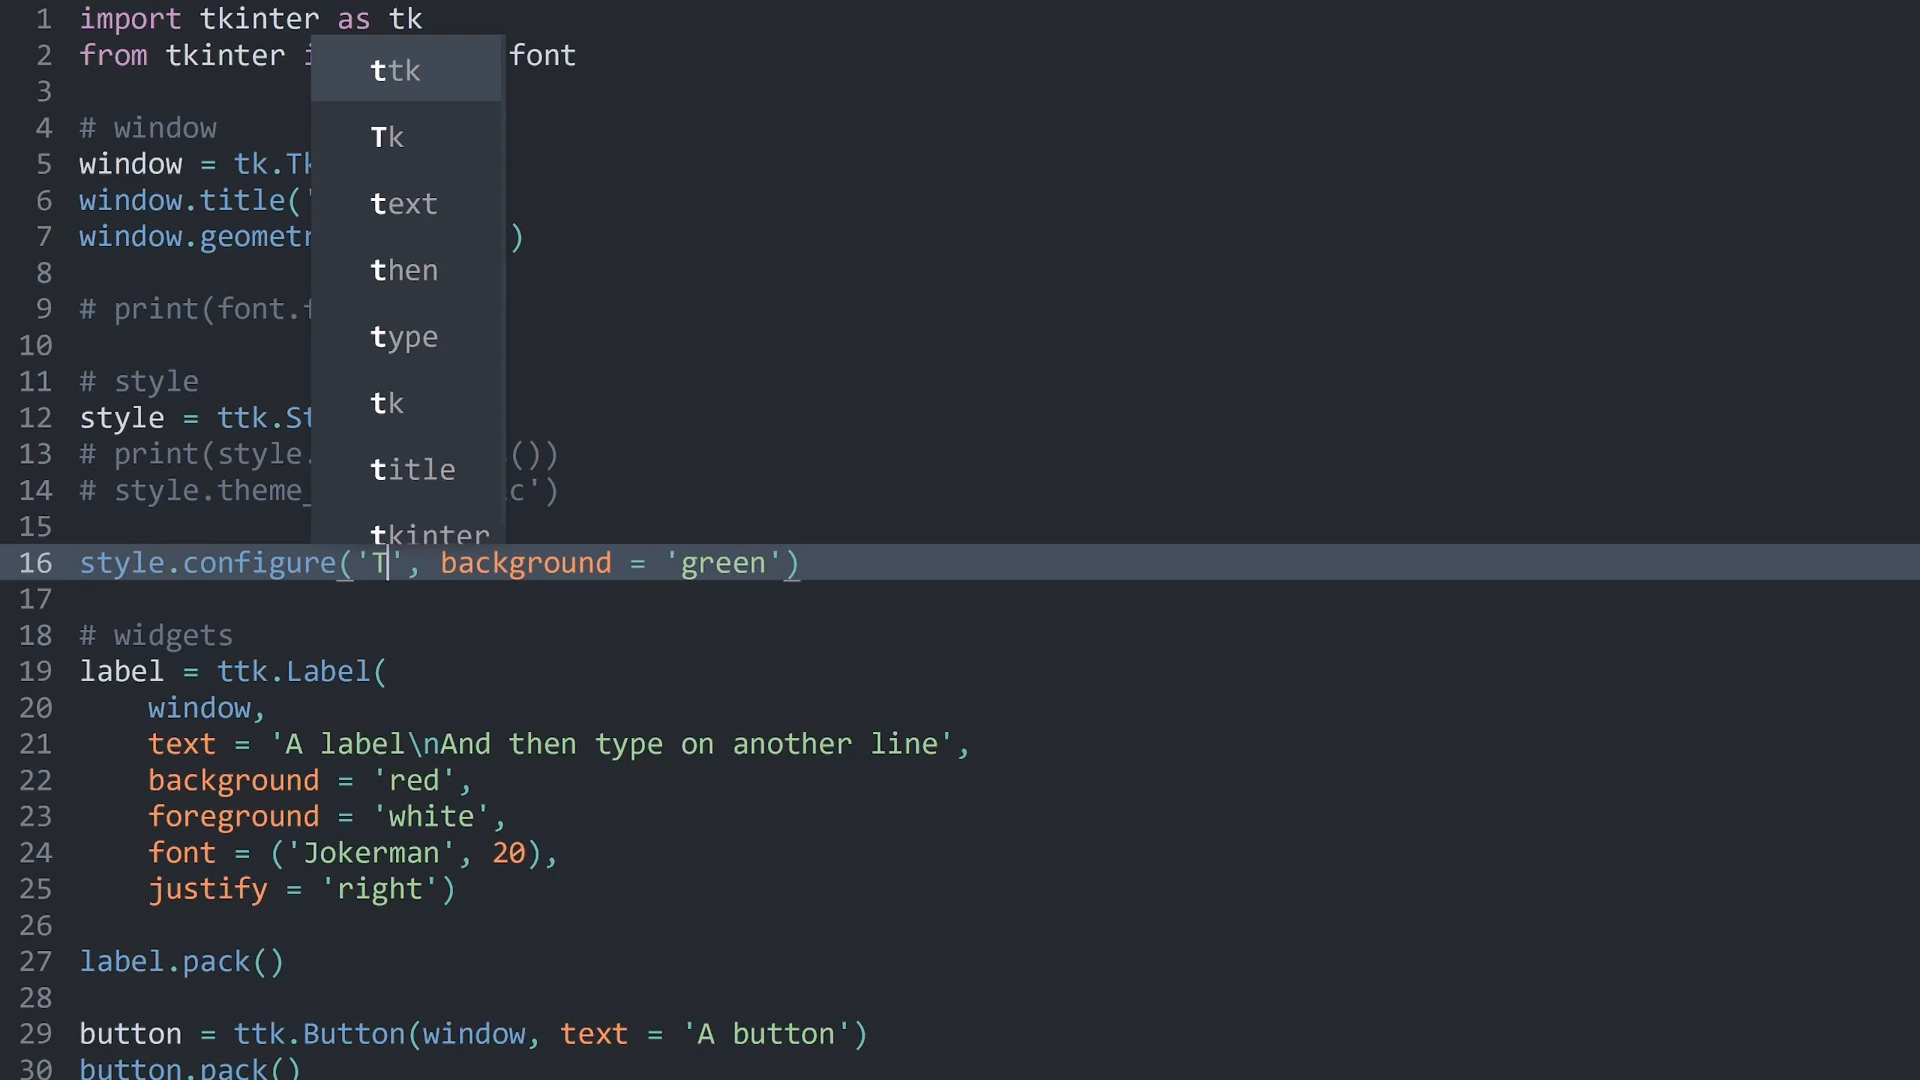 1 import tkinter as tk
2 from tkinter i font
3
4 # window
5 window = tk.Tk
6 window.title('
7 window.geometr )
8
9 # print(font.f
10
11 # style
12 style = ttk.St
13 # print(style. ())
14 # style.theme_ c')
15
16 style.configure('T', background = 'green')
17
18 # widgets
19 label = ttk.Label(
20 window,
21 text = 'A label\nAnd then type on another line',
22 background = 'red',
23 foreground = 'white',
24 font = ('Jokerman', 20),
25 justify = 'right')
26
27 label.pack()
28
29 button = ttk.Button(window, text = 'A button')
30 button.pack()
ttk
Tk
text
then
type
tk
title
tkinter